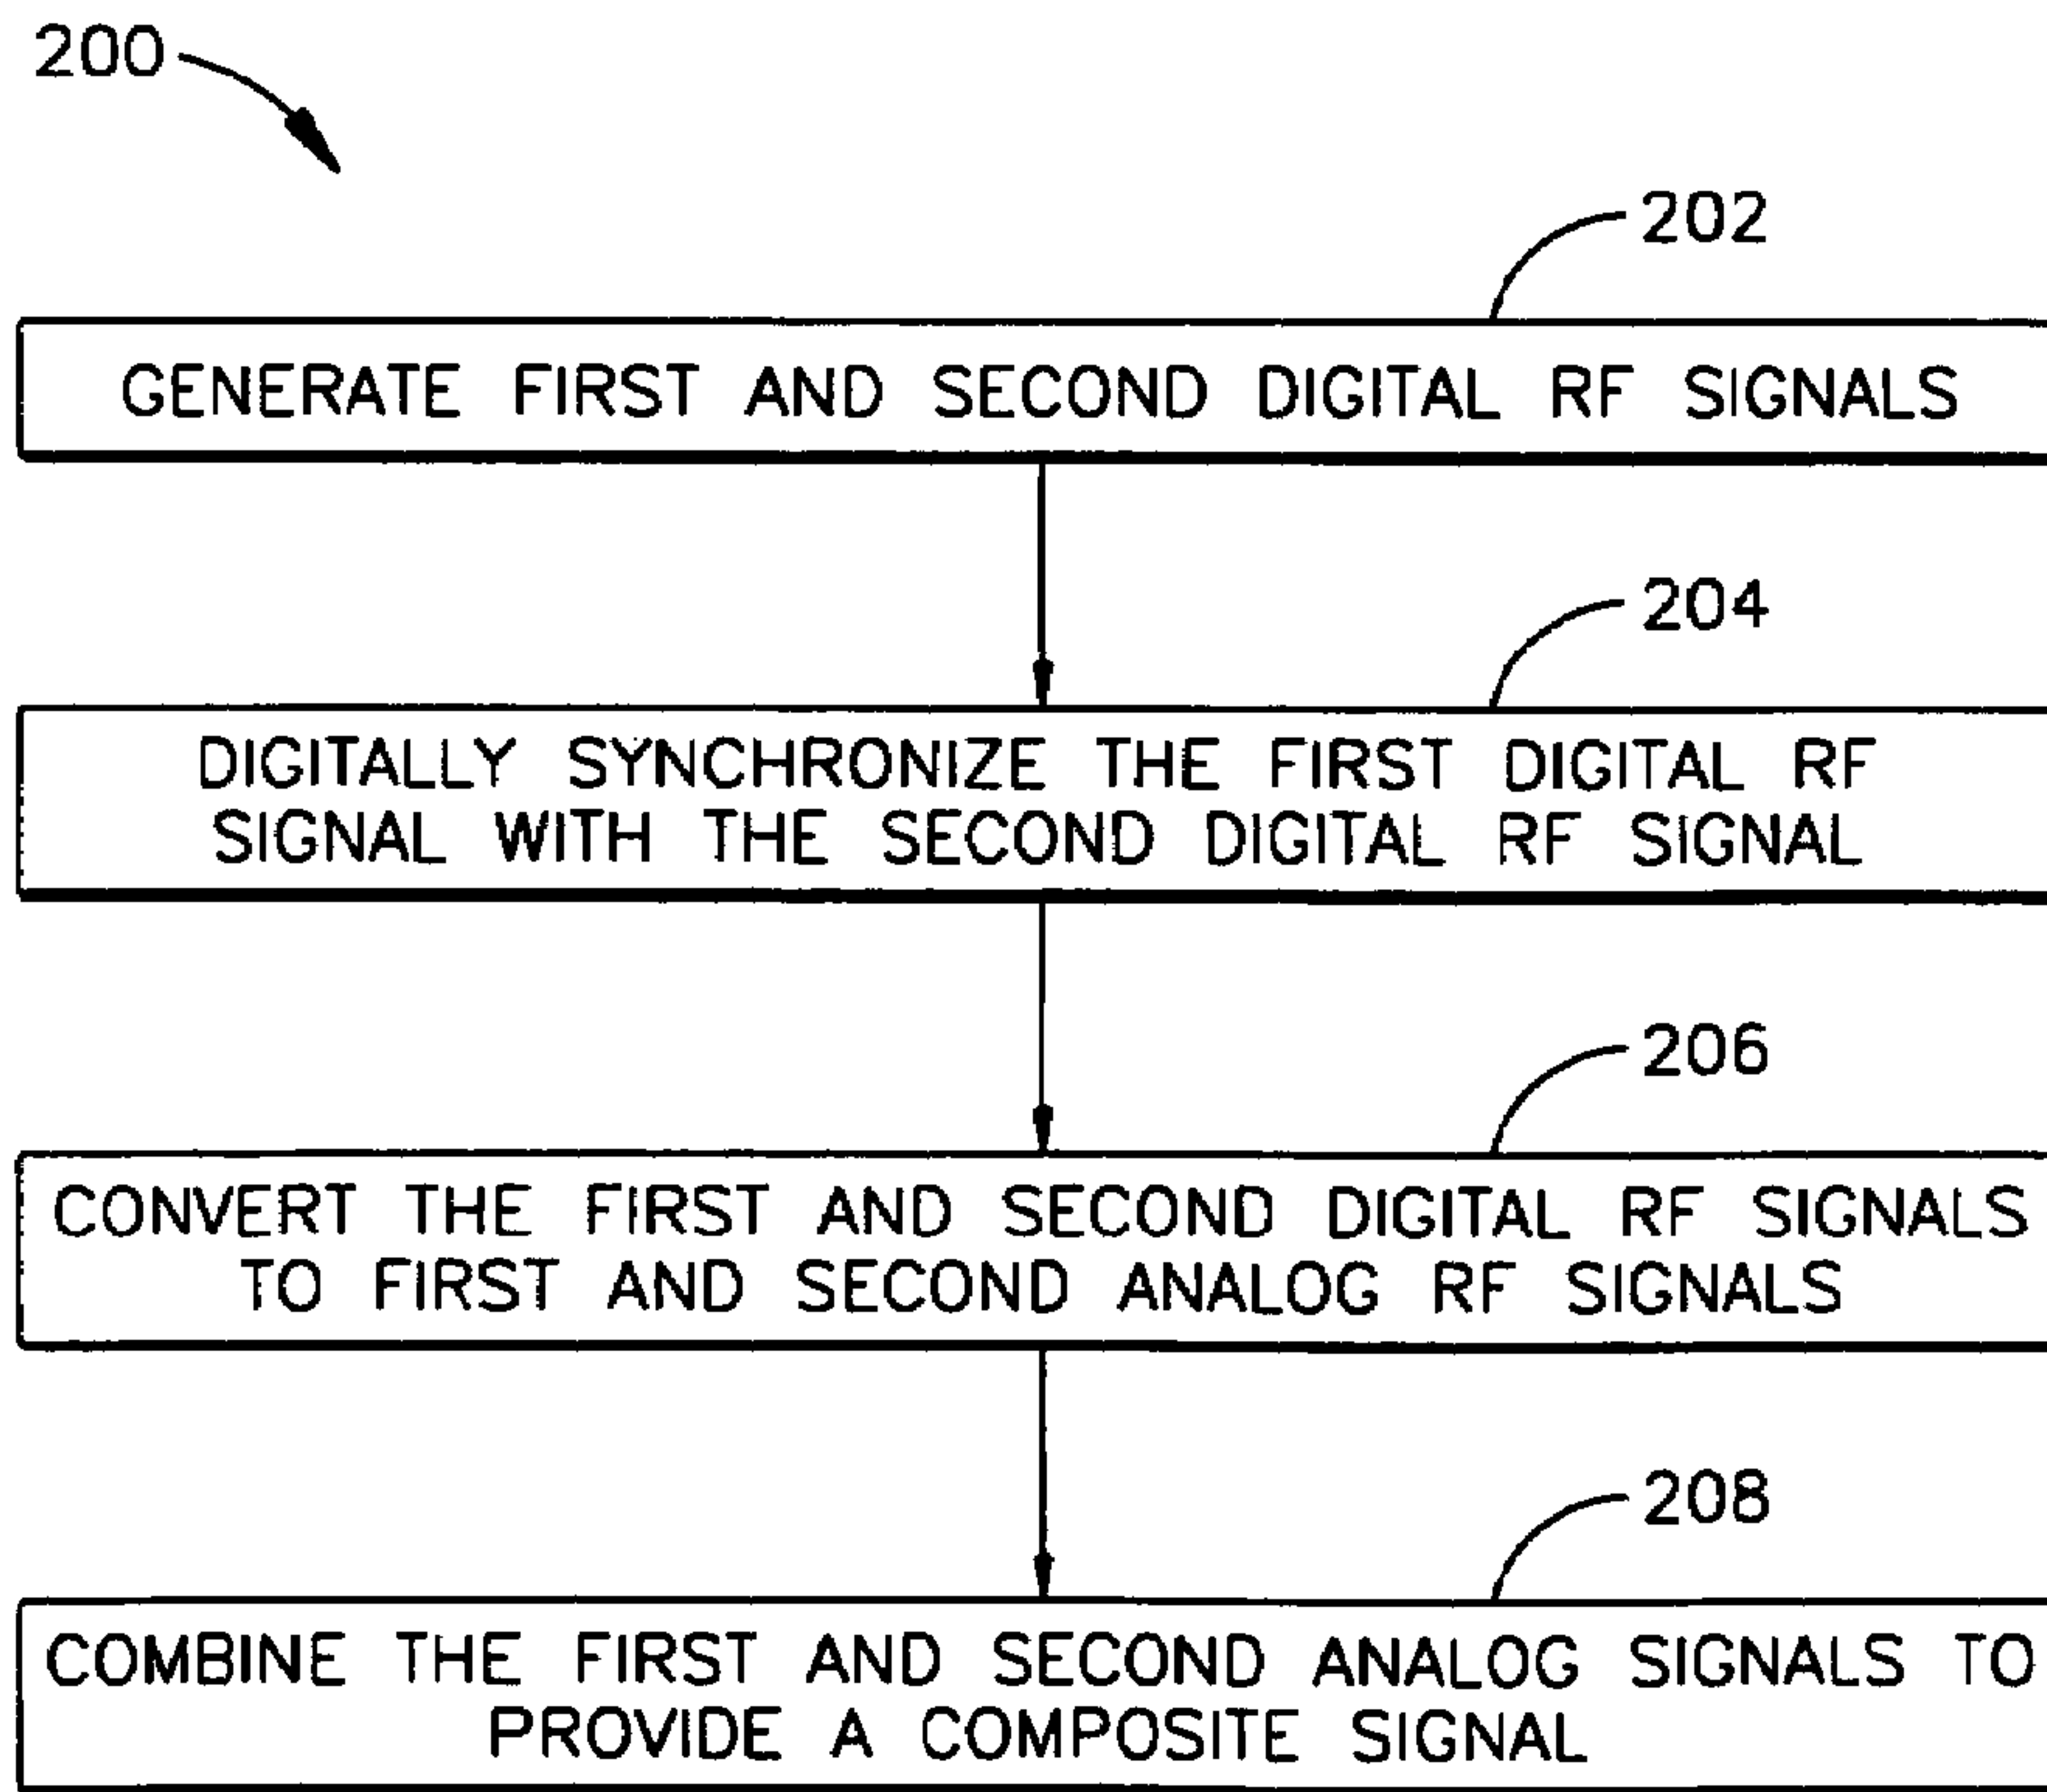 200
202
GENERATE FIRST AND SECOND DIGITAL RF SIGNALS
204
DIGITALLY SYNCHRONIZE THE FIRST DIGITAL RF
SIGNAL WITH THE SECOND DIGITAL RF SIGNAL
206
CONVERT THE FIRST AND SECOND DIGITAL RF SIGNALS
TO FIRST AND SECOND ANALOG RF SIGNALS
208
COMBINE THE FIRST AND SECOND ANALOG SIGNALS TO
PROVIDE A COMPOSITE SIGNAL